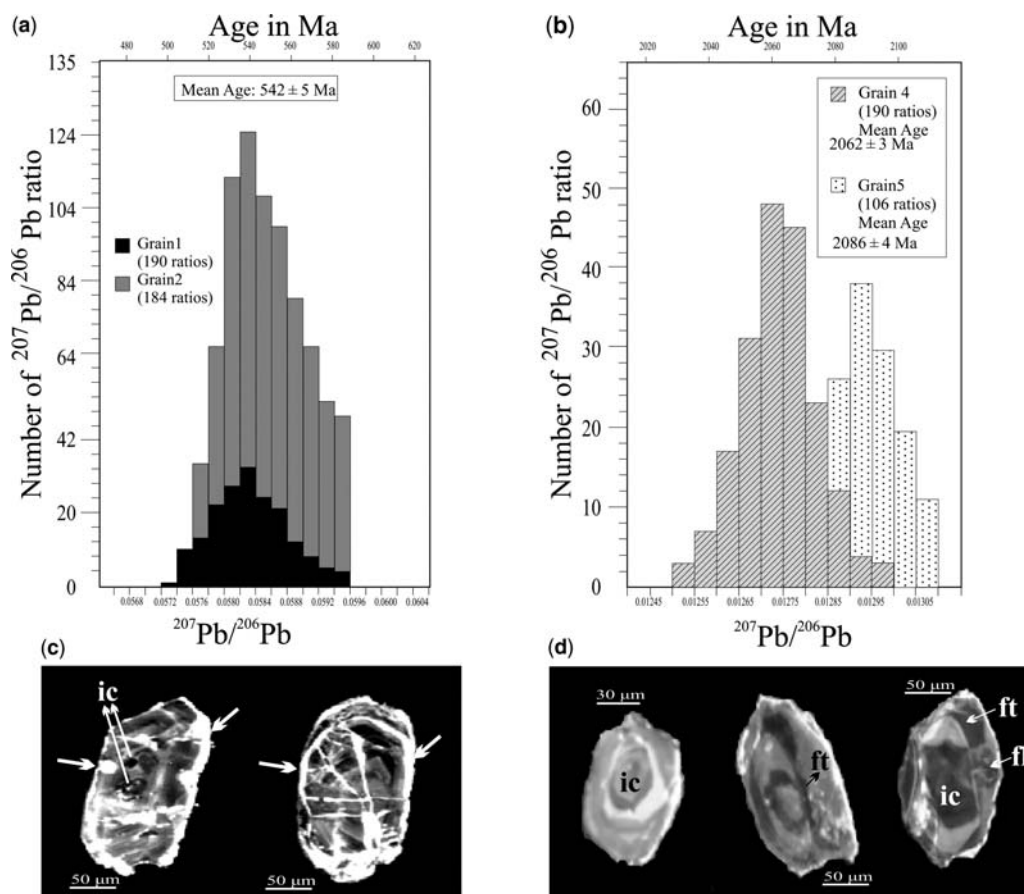 (a)
Age in Ma
480 500 520 540 560 580 590 600 620
135
124
104
84
64
42
20
0
Number of 207Pb/206 Pb ratio
Mean Age: 542 ± 5 Ma
Grain1
(190 ratios)
Grain2
(184 ratios)
0.0568 0.0572 0.0576 0.0580 0.0584 0.0588 0.0592 0.0596 0.0600 0.0604
207Pb/206Pb
(b)
Age in Ma
2020 2040 2060 2080 2100
60
50
40
30
20
10
0
Number of 207Pb/206 Pb ratio
Grain 4
(190 ratios)
Mean Age
2062 ± 3 Ma
Grain5
(106 ratios)
Mean Age
2086 ± 4 Ma
0.01245 0.01255 0.01265 0.01275 0.01285 0.01295 0.01305
207Pb/206Pb
(c)
ic
50 µm
50 µm
(d)
30 µm
ic
ft
50 µm
50 µm
ft
fl
ic